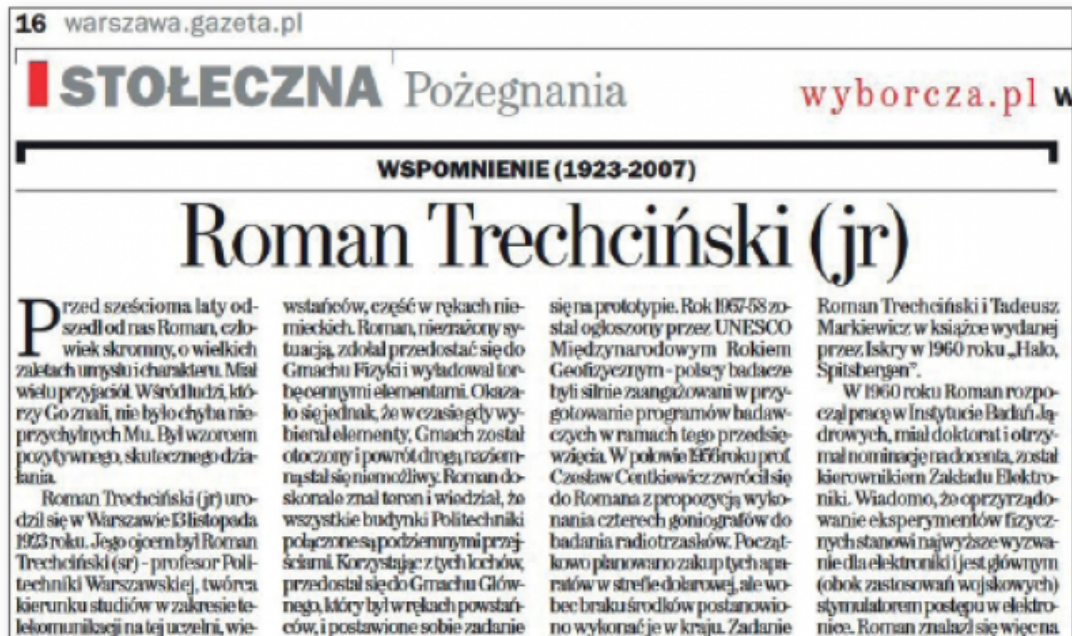 16 warszawa.gazeta.pl
STOŁECZNA Pożegnania wyborcza.pl W
WSPOMNIENIE (1923-2007)
Roman Trechciński (jr)
Przed sześcioma laty od-
szedł od nas Roman, czło-
wiek skromny, o wielkich
zaletach umysłu i charakteru. Miał
wielu przyjaciół. Wśród ludzi, któ-
rzy Go znali, nie było chyba nie-
przychylnych Mu. Był wzorcem
pozytywnego, skutecznego dzia-
łania.
Roman Trechciński (jr) uro-
dził się w Warszawie 13 listopada
1923 roku. Jego ojcem był Roman
Trechciński (sr) - profesor Poli-
techniki Warszawskiej, twórca
kierunku studiów w zakresie te-
lekomunikacji na tej uczelni, wie-
wstańców, część w rękach nie-
mieckich. Roman, niezrażony sy-
tuacją, zdołał przedostać się do
Gmachu Fizyki i wyładował tor-
bę cennymi elementami. Okaza-
ło się jednak, że w czasie gdy wy-
bierał elementy, Gmach został
otoczony i powrót drogą naziem-
ną stał się niemożliwy. Roman do-
skonale znał teren i wiedział, że
wszystkie budynki Politechniki
połączone są podziemnymi przej-
ściami. Korzystając z tych lochów,
przedostał się do Gmachu Głów-
nego, który był w rękach powstań-
ców, i postawione sobie zadanie
się na prototypie. Rok 1957-58 zo-
stał ogłoszony przez UNESCO
Międzynarodowym Rokiem
Geofizycznym - polscy badacze
byli silnie zaangażowani w przy-
gotowanie programów badaw-
czych w ramach tego przedsię-
wzięcia. W połowie 1956 roku prof.
Czesław Centkiewicz zwrócił się
do Romana z propozycją wyko-
nania czterech goniografów do
badania radiotrzasków. Począt-
kowo planowano zakup tych apa-
ratów w strefie dolarowej, ale wo-
bec braku środków postanowio-
no wykonać je w kraju. Zadanie
Roman Trechciński i Tadeusz
Markiewicz w książce wydanej
przez Iskry w 1960 roku „Halo,
Spitsbergen”.
W 1960 roku Roman rozpo-
czął pracę w Instytucie Badań Ją-
drowych, miał doktorat i otrzy-
mał nominację na docenta, został
kierownikiem Zakładu Elektro-
niki. Wiadomo, że oprzyrządo-
wanie eksperymentów fizycz-
nych stanowi najwyższe wyzwa-
nie dla elektroniki i jest głównym
(obok zastosowań wojskowych)
stymulatorem postępu w elektro-
nice. Roman znalazł się więc na